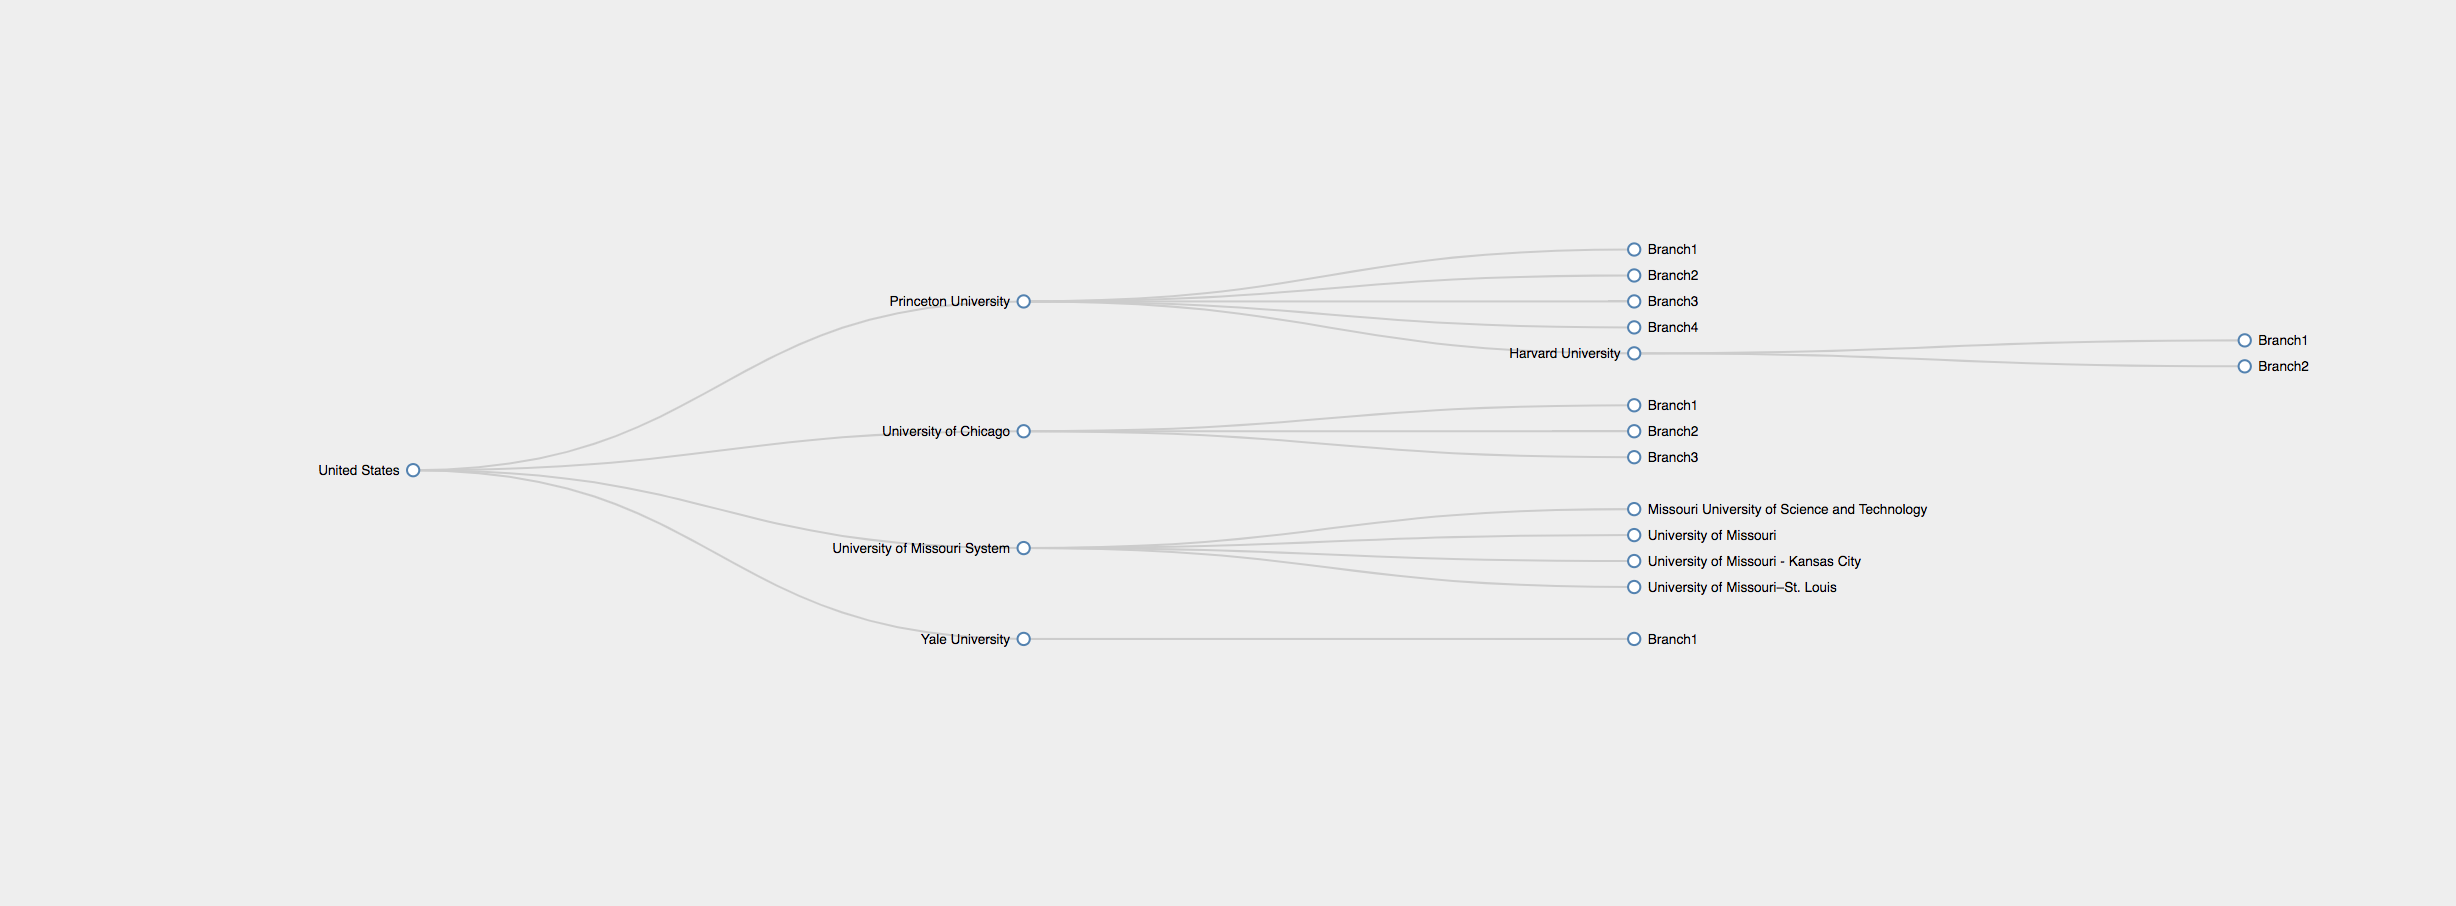 Branch1
Branch2
Princeton University
Branch3
Branch4
Branch1
Harvard University
Branch2
Branch1
University of Chicago
Branch2
Branch3
United States
Missouri University of Science and Technology
University of Missouri
University of Missouri System
University of Missouri - Kansas City
University of Missouri–St. Louis
Yale University
Branch1